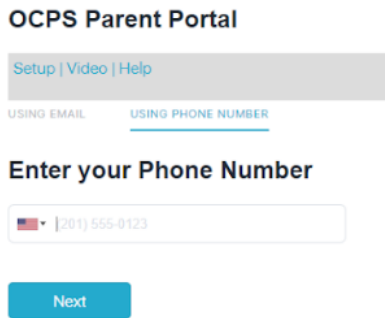 OCPS Parent Portal
Setup | Video | Help
USING EMAIL USING PHONE NUMBER
Enter your Phone Number
(201) 555-0123
Next